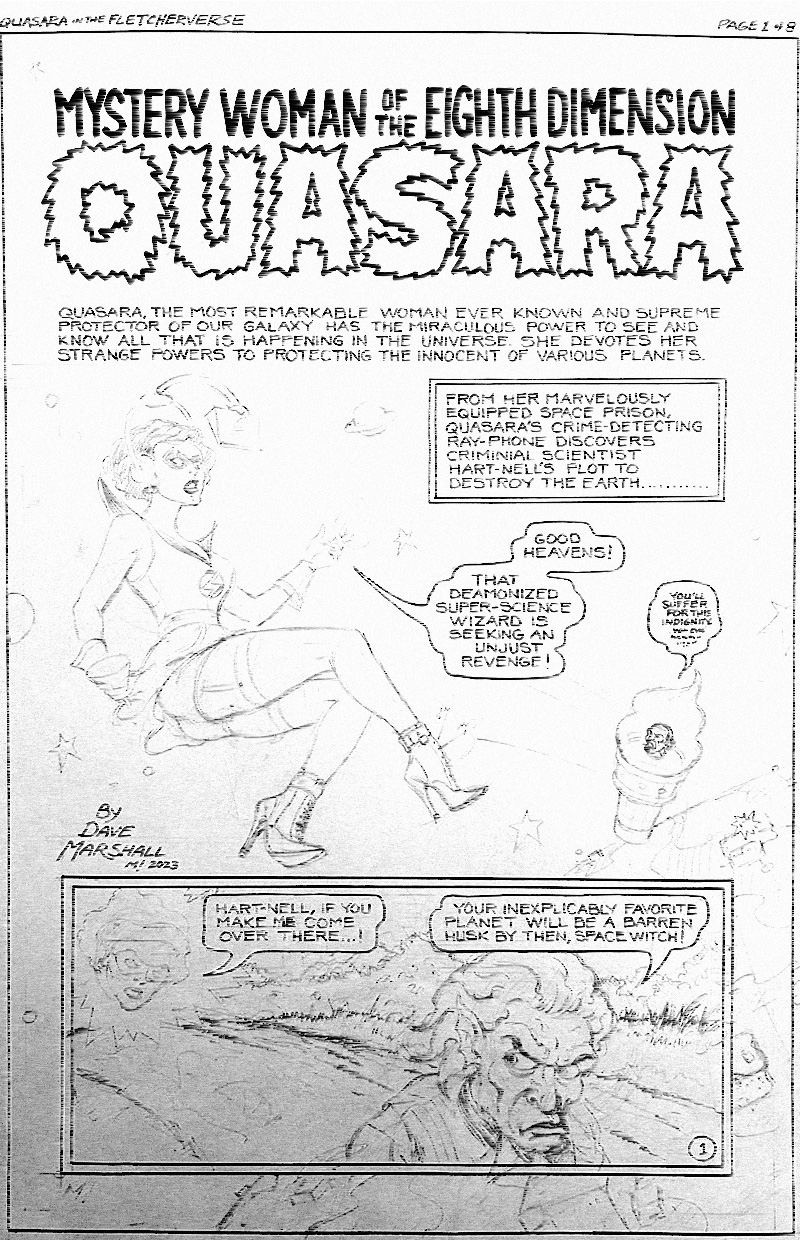 QUASARA IN THE FLETCHERVERSE
PAGE 1 of 8
MYSTERY WOMAN OF THE EIGHTH DIMENSION
QUASARA
QUASARA, THE MOST REMARKABLE WOMAN EVER KNOWN AND SUPREME
PROTECTOR OF OUR GALAXY HAS THE MIRACULOUS POWER TO SEE AND
KNOW ALL THAT IS HAPPENING IN THE UNIVERSE. SHE DEVOTES HER
STRANGE POWERS TO PROTECTING THE INNOCENT OF VARIOUS PLANETS.
FROM HER MARVELOUSLY
EQUIPPED SPACE PRISON,
QUASARA'S CRIME-DETECTING
RAY-PHONE DISCOVERS
CRIMINIAL SCIENTIST
HART-NELL'S PLOT TO
DESTROY THE EARTH..........
GOOD
HEAVENS!
THAT
DEAMONIZED
SUPER-SCIENCE
WIZARD IS
SEEKING AN
UNJUST
REVENGE!
YOU'LL
SUFFER
FOR THIS
INDIGNITY
BY
DAVE
MARSHALL
M! 2023
HART-NELL, IF YOU
MAKE ME COME
OVER THERE...!
YOUR INEXPLICABLY FAVORITE
PLANET WILL BE A BARREN
HUSK BY THEN, SPACEWITCH!
1
M!